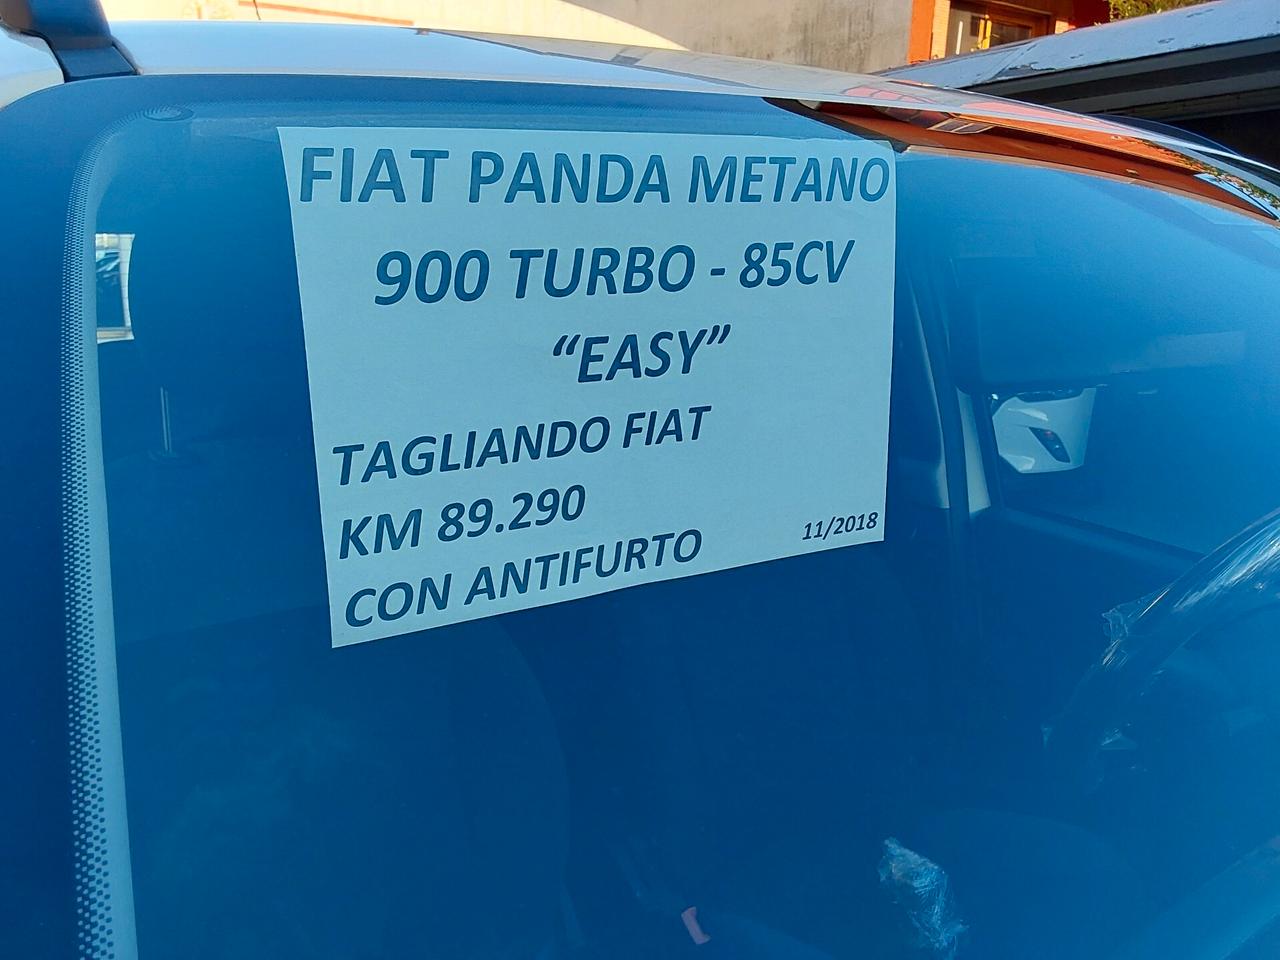 FIAT PANDA METANO
900 TURBO - 85CV
“EASY”
TAGLIANDO FIAT
KM 89.290
CON ANTIFURTO
11/2018